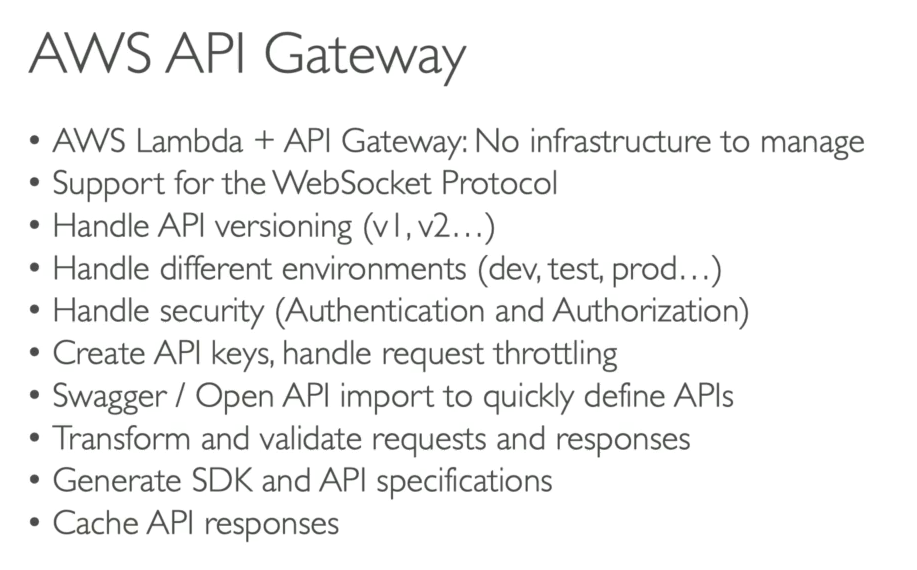 AWS API Gateway
• AWS Lambda + API Gateway: No infrastructure to manage
• Support for the WebSocket Protocol
• Handle API versioning (v1, v2…)
• Handle different environments (dev, test, prod…)
• Handle security (Authentication and Authorization)
• Create API keys, handle request throttling
• Swagger / Open API import to quickly define APIs
• Transform and validate requests and responses
• Generate SDK and API specifications
• Cache API responses